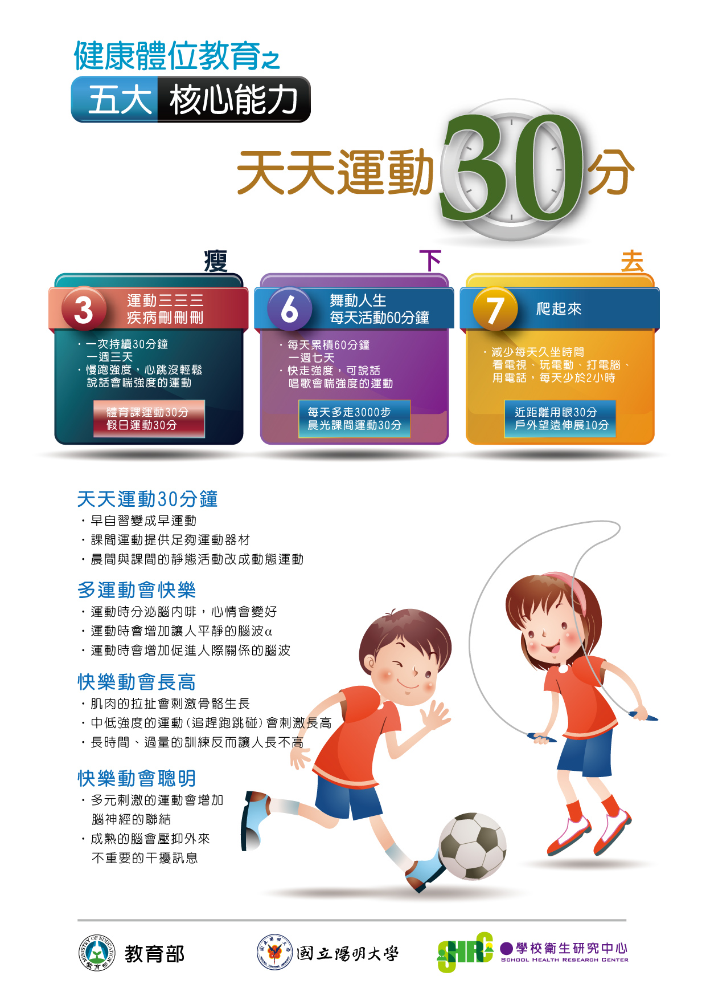 健康體位教育之
五大 核心能力
天天運動30分
瘦
3
運動三三三
疾病刪刪刪
・一次持續30分鐘
一週三天
・慢跑強度，心跳沒輕鬆
說話會喘強度的運動
體育課運動30分
假日運動30分
下
6
舞動人生
每天活動60分鐘
・每天累積60分鐘
一週七天
・快走強度，可說話
唱歌會喘強度的運動
每天多走3000步
晨光課間運動30分
去
7
爬起來
・減少每天久坐時間
看電視、玩電動、打電腦、
用電話，每天少於2小時
近距離用眼30分
戶外望遠伸展10分
天天運動30分鐘
・早自習變成早運動
・課間運動提供足夠運動器材
・晨間與課間的靜態活動改成動態運動
多運動會快樂
・運動時分泌腦內啡，心情會變好
・運動時會增加讓人平靜的腦波α
・運動時會增加促進人際關係的腦波
快樂動會長高
・肌肉的拉扯會刺激骨骼生長
・中低強度的運動(追趕跑跳碰)會刺激長高
・長時間、過量的訓練反而讓人長不高
快樂動會聰明
・多元刺激的運動會增加
腦神經的聯結
・成熟的腦會壓抑外來
不重要的干擾訊息
MINISTRY OF EDUCATION
教育部
教育部
國立陽明大學
國立陽明大學
SHRC
學校衛生研究中心
SCHOOL HEALTH RESEARCH CENTER